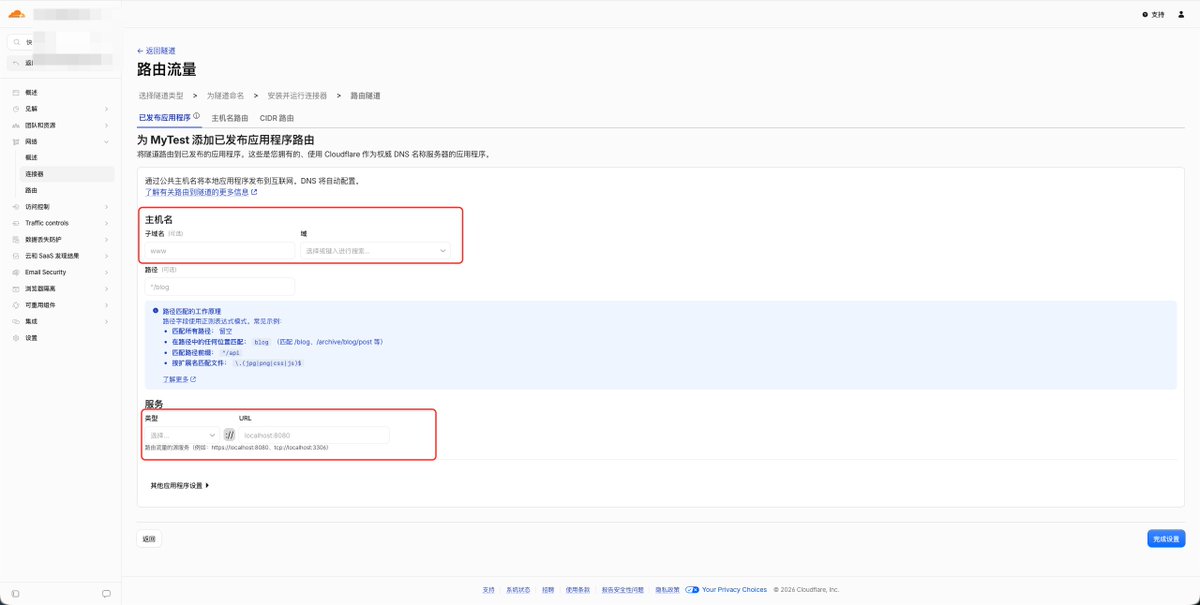 支持
快
返
← 返回隧道
路由流量
选择隧道类型 > 为隧道命名 > 安装并运行连接器 > 路由隧道
已发布应用程序 主机名路由 CIDR 路由
为 MyTest 添加已发布应用程序路由
将隧道路由到已发布的应用程序。这些是您拥有的、使用 Cloudflare 作为权威 DNS 名称服务器的应用程序。
概述
见解
团队和资源
网络
概述
连接器
路由
访问控制
Traffic controls
数据丢失防护
云和 SaaS 发现结果
Email Security
浏览器隔离
可重用组件
集成
设置
通过公共主机名将本地应用程序发布到互联网。DNS 将自动配置。
了解有关路由到隧道的更多信息
主机名
子域名 (可选) 域
www 选择或键入进行搜索...
路径 (可选)
^/blog
路径匹配的工作原理
路径字段使用正则表达式模式。常见示例:
• 匹配所有路径: 留空
• 在路径中的任何位置匹配: blog (匹配 /blog、/archive/blog/post 等)
• 匹配路径前缀: ^/api
• 按扩展名匹配文件: \.(jpg|png|css|js)$
了解更多
服务
类型 URL
选择... :// localhost:8080
路由流量的源服务 (例如: https://localhost:8080、tcp://localhost:3306)
其他应用程序设置
返回 完成设置
支持 系统状态 招聘 使用条款 报告安全性问题 隐私政策 Your Privacy Choices © 2026 Cloudflare, Inc.